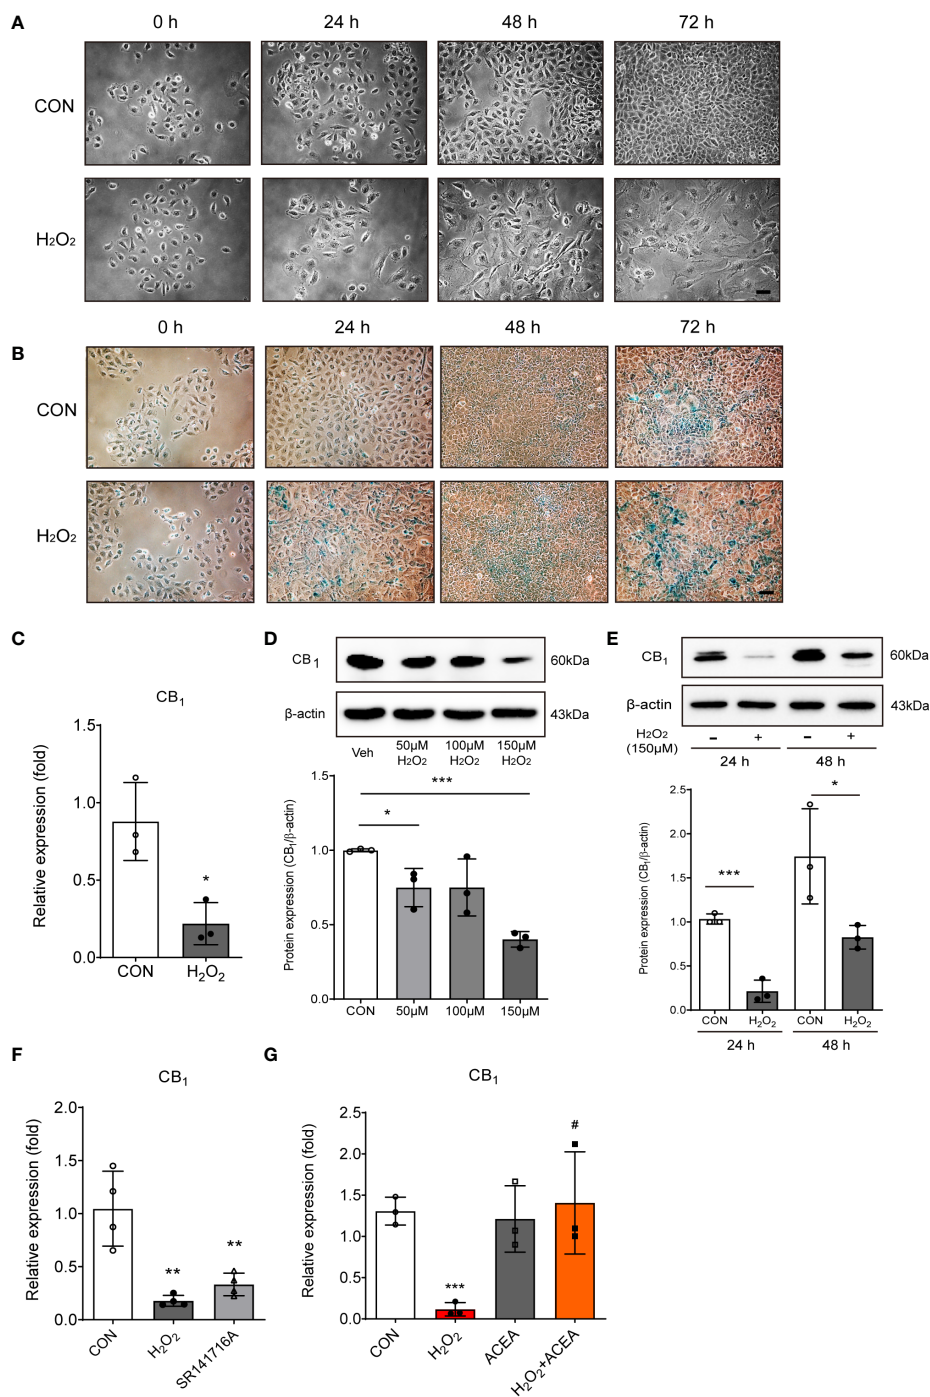 A
0 h 24 h 48 h 72 h
CON
H₂O₂
0 h 24 h 48 h 72 h
B
CON
H₂O₂
C
CB₁
Relative expression (fold)
1.5
1.0
0.5
0.0
*
CON H₂O₂
D
CB₁ 60kDa
β-actin 43kDa
Veh 50μM H₂O₂ 100μM H₂O₂ 150μM H₂O₂
Protein expression (CB₁/β-actin)
1.5
1.0
0.5
0.0
***
*
CON 50μM 100μM 150μM
E
CB₁ 60kDa
β-actin 43kDa
H₂O₂ (150μM) – + – +
24 h 48 h
Protein expression (CB₁/β-actin)
2.5
2.0
1.5
1.0
0.5
0.0
***
*
CON H₂O₂ CON H₂O₂
24 h 48 h
F
CB₁
Relative expression (fold)
2.0
1.5
1.0
0.5
0.0
** **
CON H₂O₂ SR141716A
G
CB₁
Relative expression (fold)
2.5
2.0
1.5
1.0
0.5
0.0
*** #
CON H₂O₂ ACEA H₂O₂+ACEA